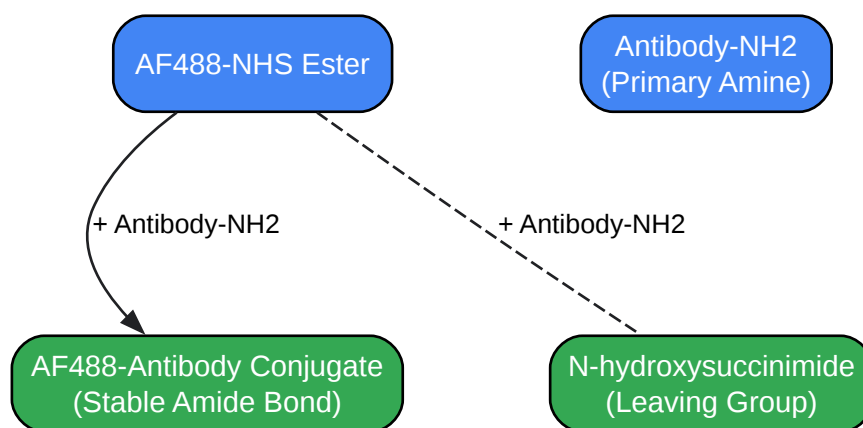 AF488-NHS Ester
Antibody-NH2
(Primary Amine)
+ Antibody-NH2
+ Antibody-NH2
AF488-Antibody Conjugate
(Stable Amide Bond)
N-hydroxysuccinimide
(Leaving Group)